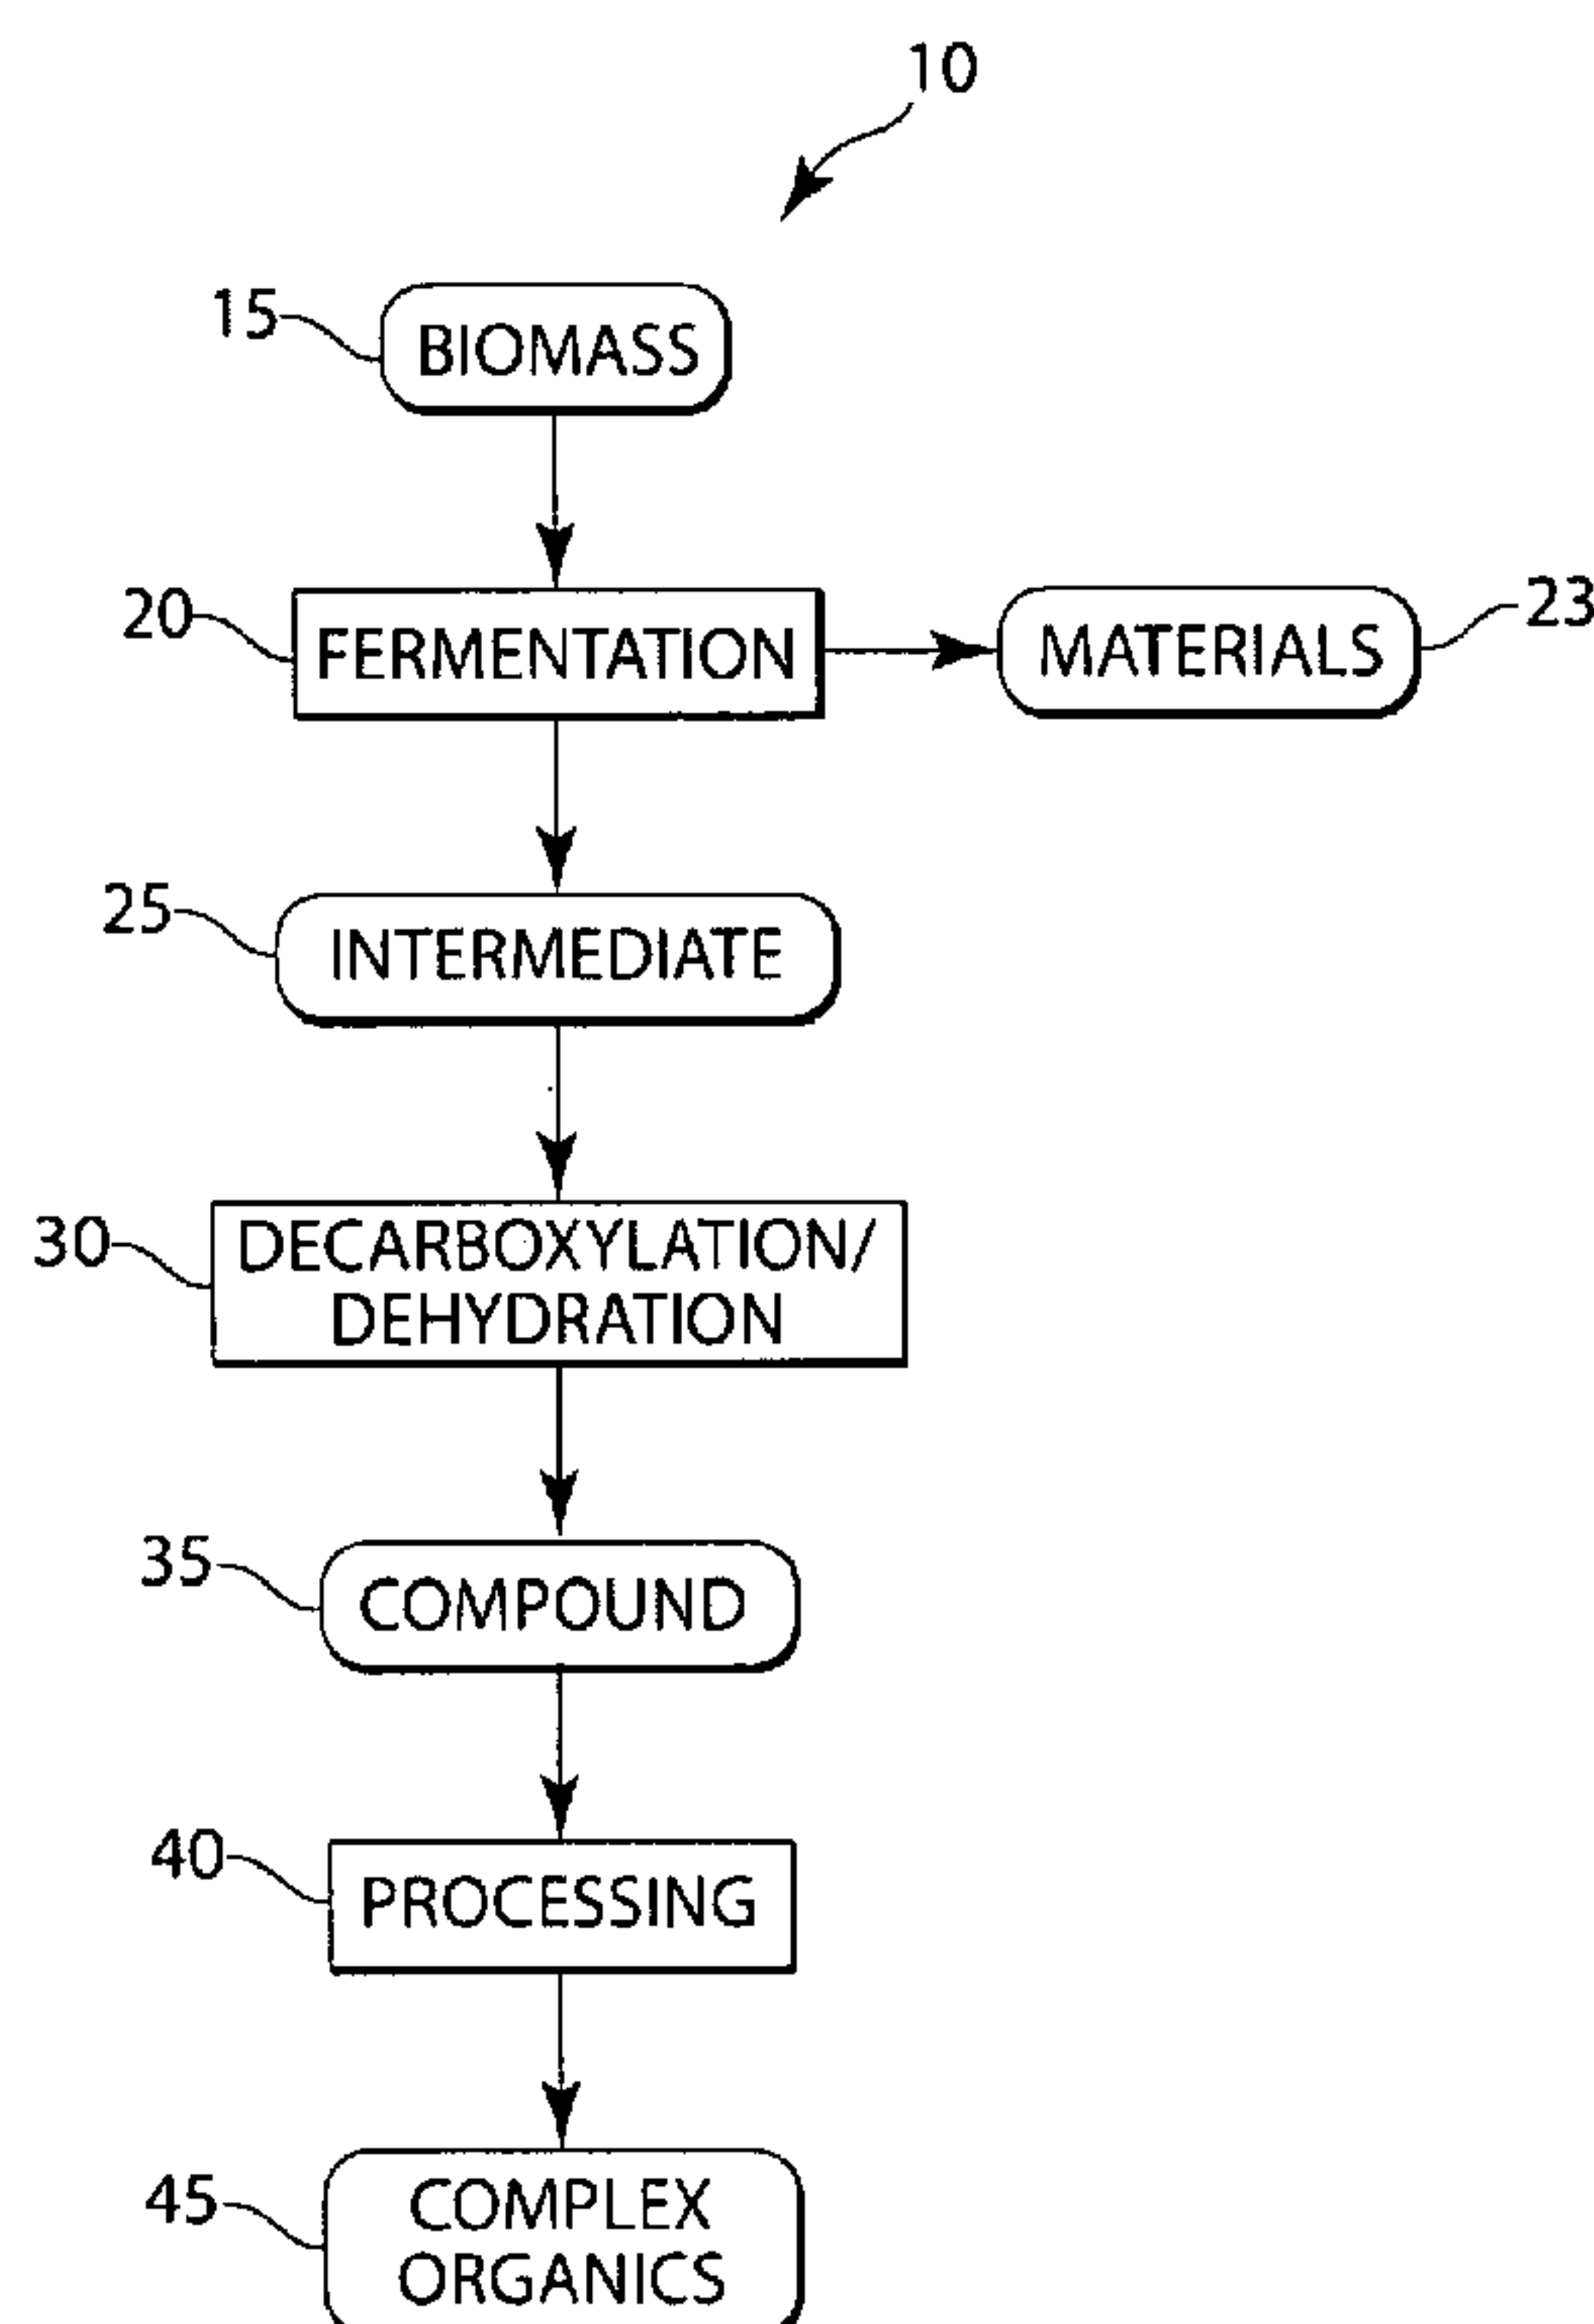 10
15
BIOMASS
20
FERMENTATION
MATERIALS
23
25
INTERMEDIATE
30
DECARBOXYLATION/
DEHYDRATION
35
COMPOUND
40
PROCESSING
45
COMPLEX
ORGANICS